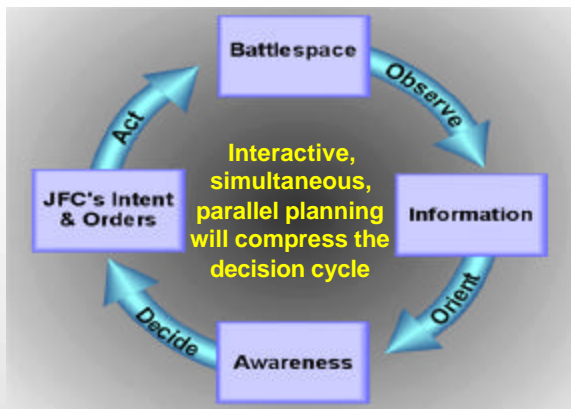 Battlespace
Observe
Information
Orient
Awareness
Decide
JFC's Intent
& Orders
Act
Interactive,
simultaneous,
parallel planning
will compress the
decision cycle